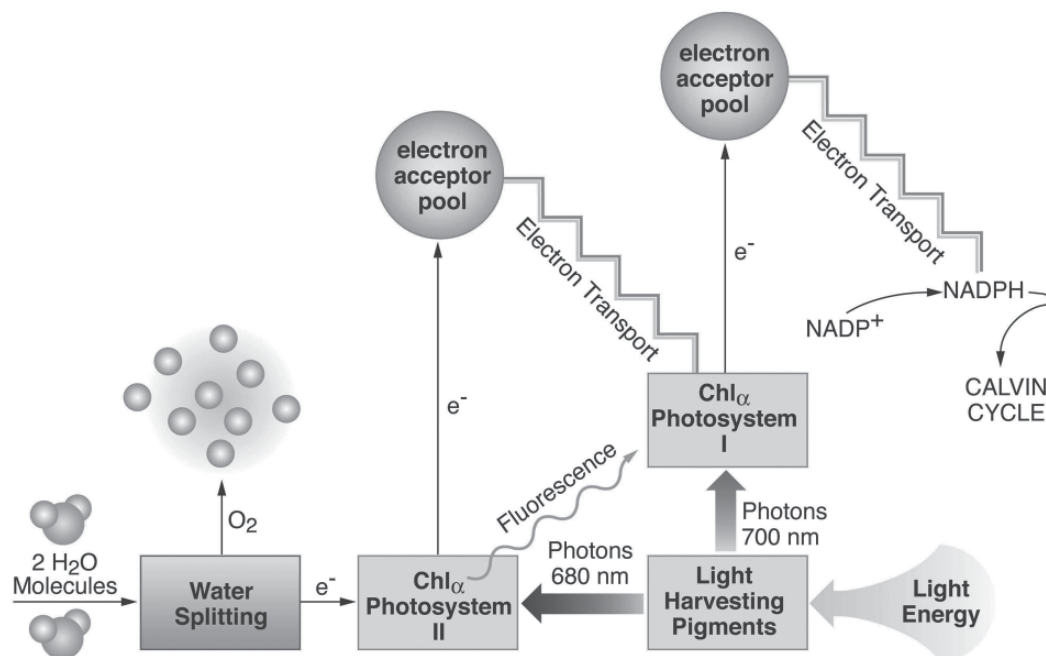 electron
acceptor
pool
electron
acceptor
pool
Electron Transport
Electron Transport
e-
e-
NADPH
NADP+
CALVIN
CYCLE
Chlα
Photosystem
I
Fluorescence
Photons
700 nm
O2
2 H2O
Molecules
Water
Splitting
e-
Chlα
Photosystem
II
Photons
680 nm
Light
Harvesting
Pigments
Light
Energy